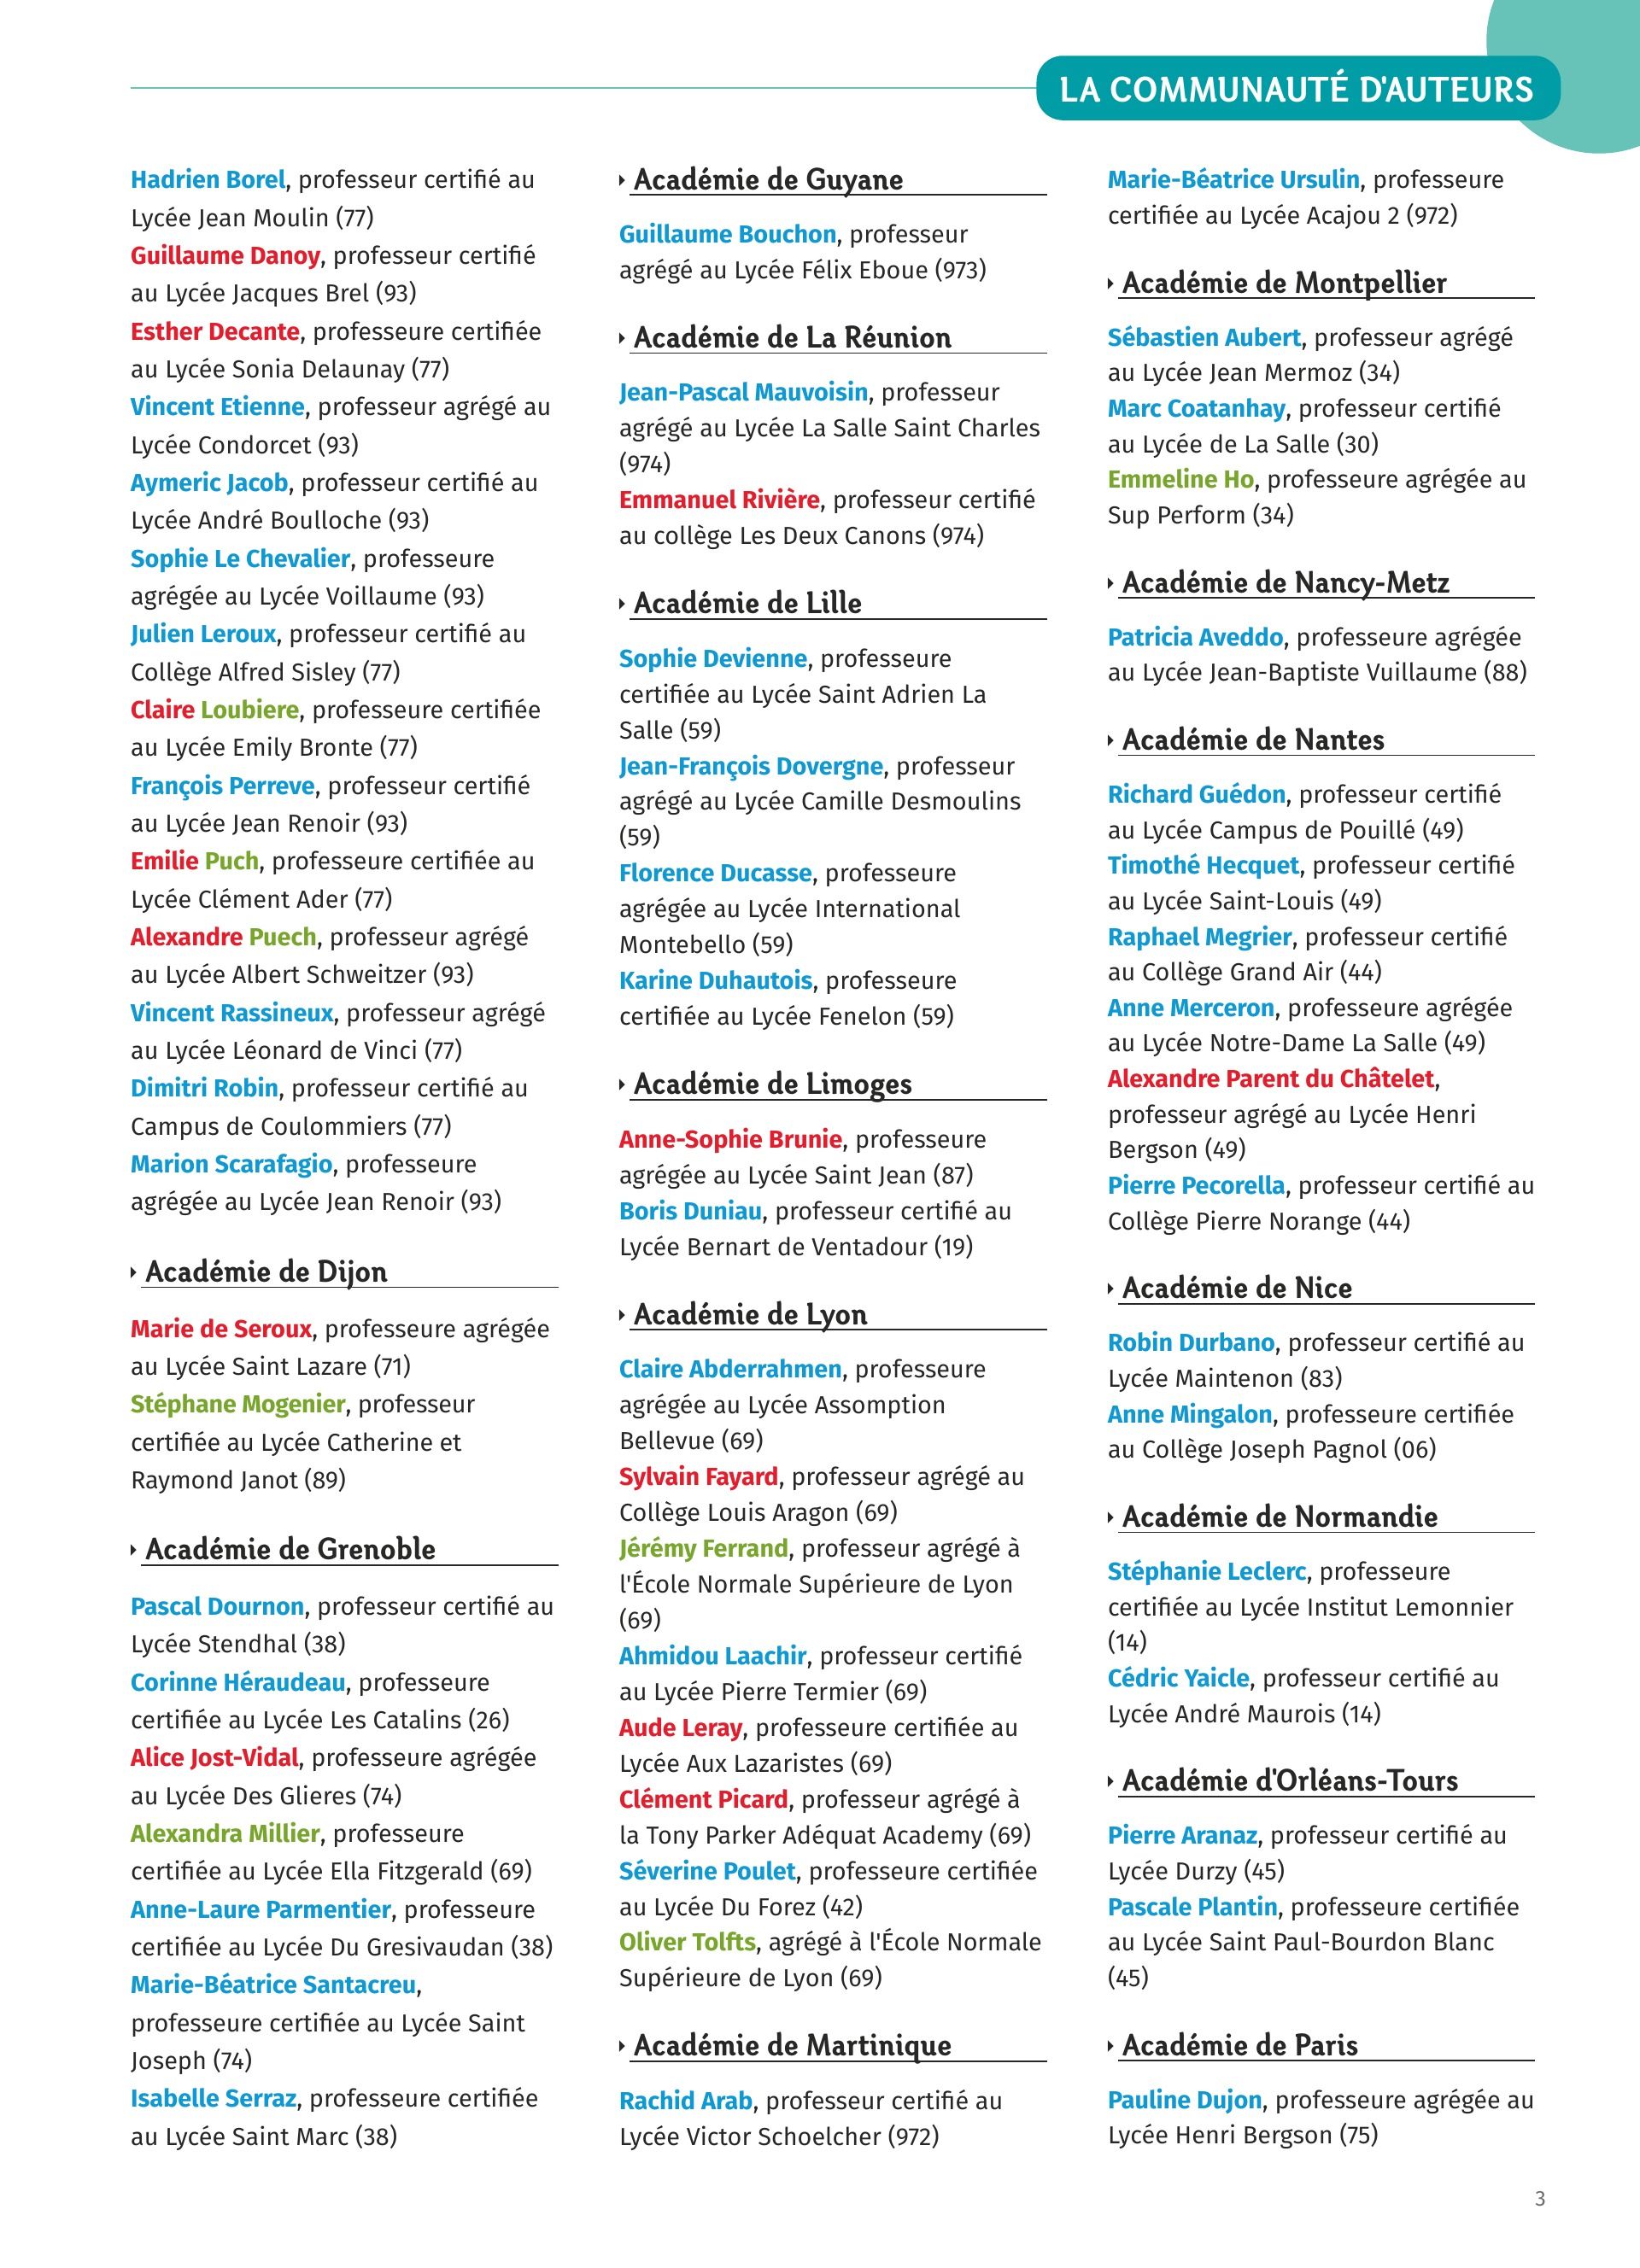 LA COMMUNAUTÉ D'AUTEURS
Hadrien Borel, professeur certifié au
Lycée Jean Moulin (77)
Guillaume Danoy, professeur certifié
au Lycée Jacques Brel (93)
Esther Decante, professeure certifiée
au Lycée Sonia Delaunay (77)
Vincent Etienne, professeur agrégé au
Lycée Condorcet (93)
Aymeric Jacob, professeur certifié au
Lycée André Boulloche (93)
Sophie Le Chevalier, professeure
agrégée au Lycée Voillaume (93)
Julien Leroux, professeur certifié au
Collège Alfred Sisley (77)
Claire Loubiere, professeure certifiée
au Lycée Emily Bronte (77)
François Perreve, professeur certifié
au Lycée Jean Renoir (93)
Emilie Puch, professeure certifiée au
Lycée Clément Ader (77)
Alexandre Puech, professeur agrégé
au Lycée Albert Schweitzer (93)
Vincent Rassineux, professeur agrégé
au Lycée Léonard de Vinci (77)
Dimitri Robin, professeur certifié au
Campus de Coulommiers (77)
Marion Scarafagio, professeure
agrégée au Lycée Jean Renoir (93)
Académie de Dijon
Marie de Seroux, professeure agrégée
au Lycée Saint Lazare (71)
Stéphane Mogenier, professeur
certifiée au Lycée Catherine et
Raymond Janot (89)
Académie de Grenoble
Pascal Dournon, professeur certifié au
Lycée Stendhal (38)
Corinne Héraudeau, professeure
certifiée au Lycée Les Catalins (26)
Alice Jost-Vidal, professeure agrégée
au Lycée Des Glieres (74)
Alexandra Millier, professeure
certifiée au Lycée Ella Fitzgerald (69)
Anne-Laure Parmentier, professeure
certifiée au Lycée Du Gresivaudan (38)
Marie-Béatrice Santacreu,
professeure certifiée au Lycée Saint
Joseph (74)
Isabelle Serraz, professeure certifiée
au Lycée Saint Marc (38)
Académie de Guyane
Guillaume Bouchon, professeur
agrégé au Lycée Félix Eboue (973)
Académie de La Réunion
Jean-Pascal Mauvoisin, professeur
agrégé au Lycée La Salle Saint Charles
(974)
Emmanuel Rivière, professeur certifié
au collège Les Deux Canons (974)
Académie de Lille
Sophie Devienne, professeure
certifiée au Lycée Saint Adrien La
Salle (59)
Jean-François Dovergne, professeur
agrégé au Lycée Camille Desmoulins
(59)
Florence Ducasse, professeure
agrégée au Lycée International
Montebello (59)
Karine Duhautois, professeure
certifiée au Lycée Fenelon (59)
Académie de Limoges
Anne-Sophie Brunie, professeure
agrégée au Lycée Saint Jean (87)
Boris Duniau, professeur certifié au
Lycée Bernart de Ventadour (19)
Académie de Lyon
Claire Abderrahmen, professeure
agrégée au Lycée Assomption
Bellevue (69)
Sylvain Fayard, professeur agrégé au
Collège Louis Aragon (69)
Jérémy Ferrand, professeur agrégé à
l'École Normale Supérieure de Lyon
(69)
Ahmidou Laachir, professeur certifié
au Lycée Pierre Termier (69)
Aude Leray, professeure certifiée au
Lycée Aux Lazaristes (69)
Clément Picard, professeur agrégé à
la Tony Parker Adéquat Academy (69)
Séverine Poulet, professeure certifiée
au Lycée Du Forez (42)
Oliver Tolfts, agrégé à l'École Normale
Supérieure de Lyon (69)
Académie de Martinique
Rachid Arab, professeur certifié au
Lycée Victor Schoelcher (972)
Marie-Béatrice Ursulin, professeure
certifiée au Lycée Acajou 2 (972)
Académie de Montpellier
Sébastien Aubert, professeur agrégé
au Lycée Jean Mermoz (34)
Marc Coatanhay, professeur certifié
au Lycée de La Salle (30)
Emmeline Ho, professeure agrégée au
Sup Perform (34)
Académie de Nancy-Metz
Patricia Aveddo, professeure agrégée
au Lycée Jean-Baptiste Vuillaume (88)
Académie de Nantes
Richard Guédon, professeur certifié
au Lycée Campus de Pouillé (49)
Timothé Hecquet, professeur certifié
au Lycée Saint-Louis (49)
Raphael Megrier, professeur certifié
au Collège Grand Air (44)
Anne Merceron, professeure agrégée
au Lycée Notre-Dame La Salle (49)
Alexandre Parent du Châtelet,
professeur agrégé au Lycée Henri
Bergson (49)
Pierre Pecorella, professeur certifié au
Collège Pierre Norange (44)
Académie de Nice
Robin Durbano, professeur certifié au
Lycée Maintenon (83)
Anne Mingalon, professeure certifiée
au Collège Joseph Pagnol (06)
Académie de Normandie
Stéphanie Leclerc, professeure
certifiée au Lycée Institut Lemonnier
(14)
Cédric Yaicle, professeur certifié au
Lycée André Maurois (14)
Académie d'Orléans-Tours
Pierre Aranaz, professeur certifié au
Lycée Durzy (45)
Pascale Plantin, professeure certifiée
au Lycée Saint Paul-Bourdon Blanc
(45)
Académie de Paris
Pauline Dujon, professeure agrégée au
Lycée Henri Bergson (75)
3